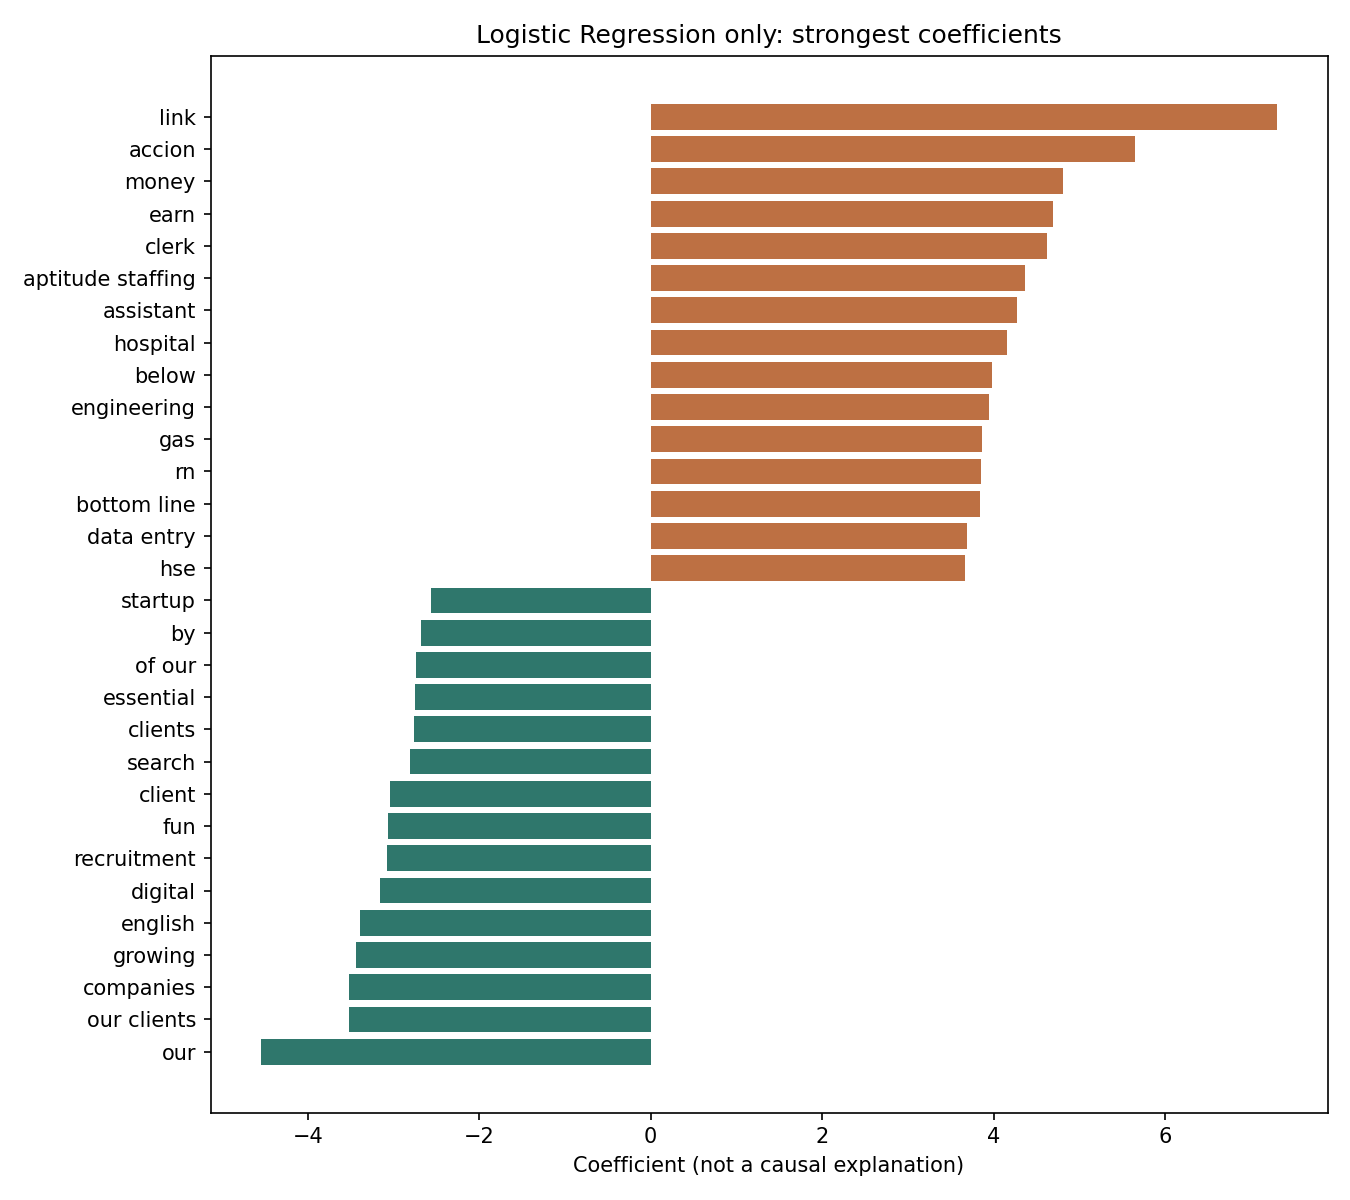 Logistic Regression only: strongest coefficients
link
accion
money
earn
clerk
aptitude staffing
assistant
hospital
below
engineering
gas
rn
bottom line
data entry
hse
startup
by
of our
essential
clients
search
client
fun
recruitment
digital
english
growing
companies
our clients
our
−4 −2 0 2 4 6
Coefficient (not a causal explanation)